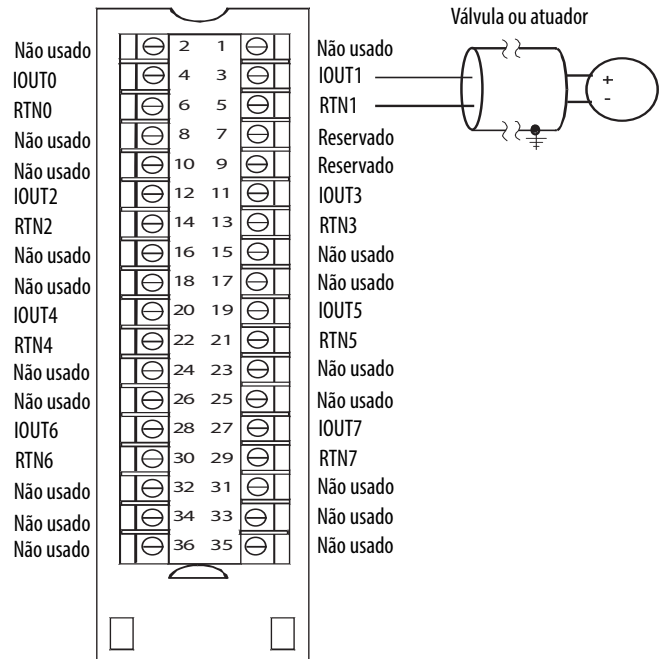 Válvula ou atuador
Não usado 2 1 Não usado
IOUT0 4 3 IOUT1 +
RTN0 6 5 RTN1 -
Não usado 8 7 Reservado
Não usado 10 9 Reservado
IOUT2 12 11 IOUT3
RTN2 14 13 RTN3
Não usado 16 15 Não usado
Não usado 18 17 Não usado
IOUT4 20 19 IOUT5
RTN4 22 21 RTN5
Não usado 24 23 Não usado
Não usado 26 25 Não usado
IOUT6 28 27 IOUT7
RTN6 30 29 RTN7
Não usado 32 31 Não usado
Não usado 34 33 Não usado
Não usado 36 35 Não usado